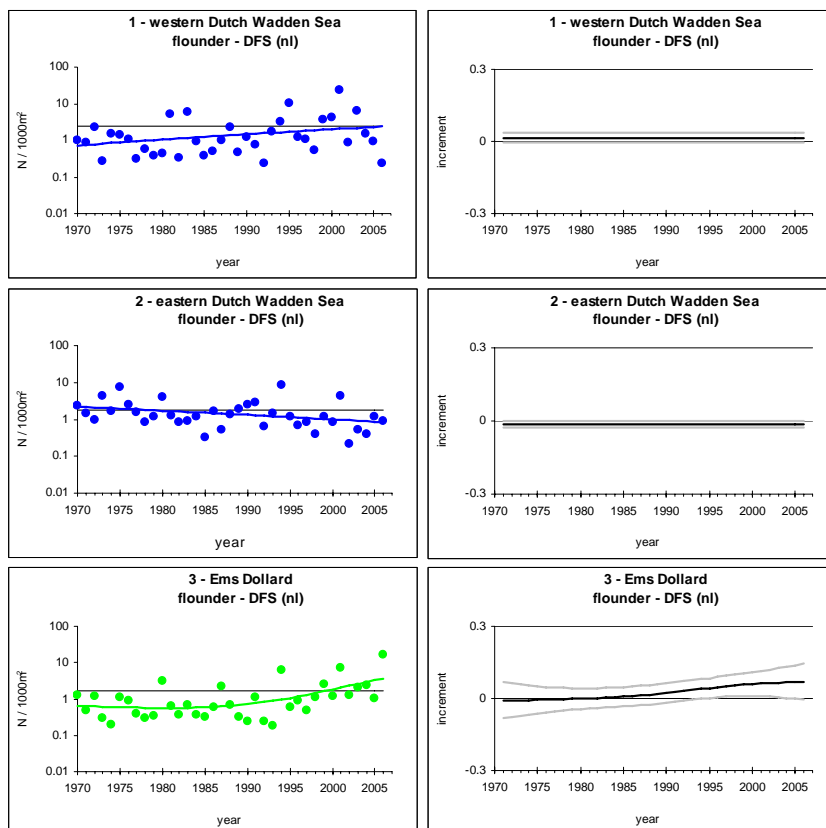 1 - western Dutch Wadden Sea
flounder - DFS (nl)
100
10
1
0.1
0.01
N / 1000m²
1970 1975 1980 1985 1990 1995 2000 2005
year
1 - western Dutch Wadden Sea
flounder - DFS (nl)
0.3
0
-0.3
increment
1970 1975 1980 1985 1990 1995 2000 2005
year
2 - eastern Dutch Wadden Sea
flounder - DFS (nl)
100
10
1
0.1
0.01
N / 1000m²
1970 1975 1980 1985 1990 1995 2000 2005
year
2 - eastern Dutch Wadden Sea
flounder - DFS (nl)
0.3
0
-0.3
increment
1970 1975 1980 1985 1990 1995 2000 2005
year
3 - Ems Dollard
flounder - DFS (nl)
100
10
1
0.1
0.01
N / 1000m²
1970 1975 1980 1985 1990 1995 2000 2005
year
3 - Ems Dollard
flounder - DFS (nl)
0.3
0
-0.3
increment
1970 1975 1980 1985 1990 1995 2000 2005
year